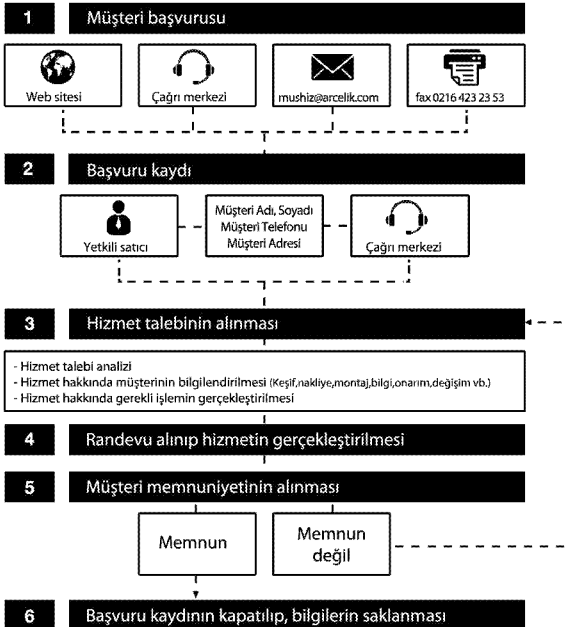 1 Müşteri başvurusu
Web sitesi
Çağrı merkezi
mushiz@arcelik.com
fax 0216 423 23 53
2 Başvuru kaydı
Yetkili satıcı
Müşteri Adı, Soyadı
Müşteri Telefonu
Müşteri Adresi
Çağrı merkezi
3 Hizmet talebinin alınması
- Hizmet talebi analizi
- Hizmet hakkında müşterinin bilgilendirilmesi (Keşif,nakliye,montaj,bilgi,onarım,değişim vb.)
- Hizmet hakkında gerekli işlemin gerçekleştirilmesi
4 Randevu alınıp hizmetin gerçekleştirilmesi
5 Müşteri memnuniyetinin alınması
Memnun
Memnun
değil
6 Başvuru kaydının kapatılıp, bilgilerin saklanması